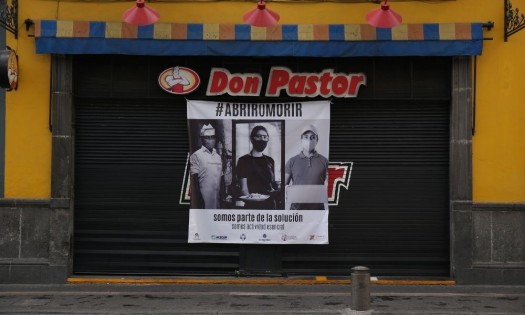 Don Pastor
#ABRIROMORIR
somos parte de la solución
somos actividad esencial